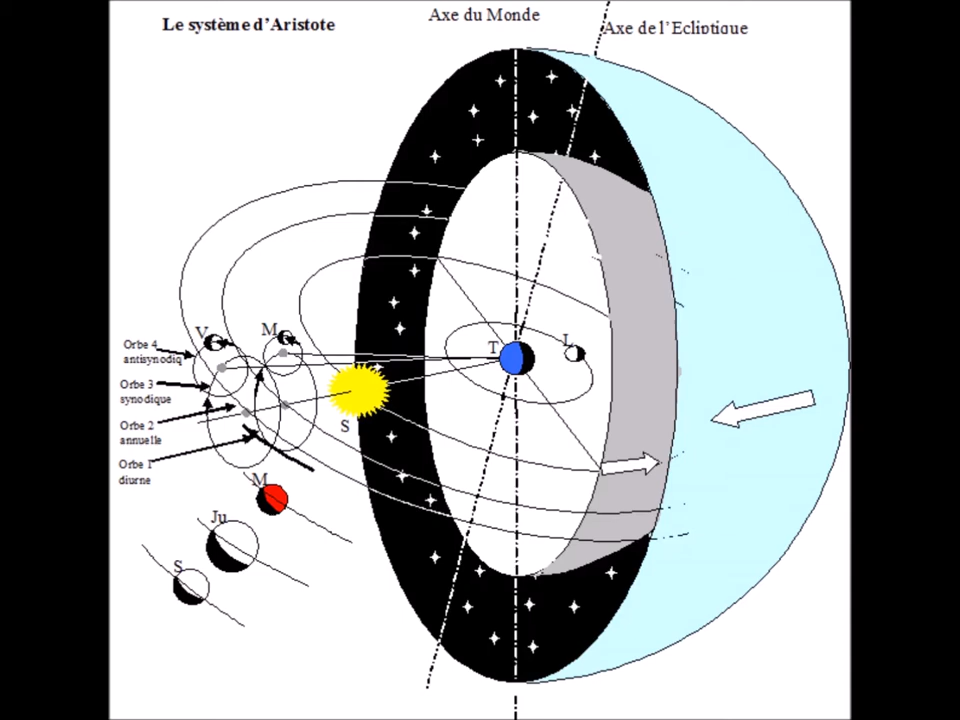 Axe du Monde
Le système d'Aristote
Axe de l'Ecliptique
V
M
Orbe 4
antisynodiq
T
L
Orbe 3
synodique
Orbe 2
annuelle
S
Orbe 1
diurne
M
Ju
S